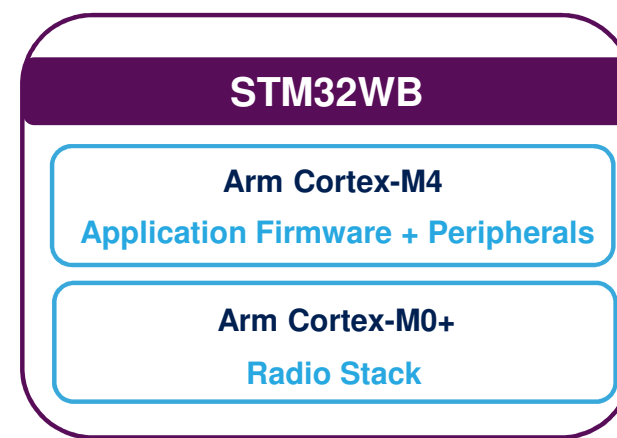 STM32WB
Arm Cortex-M4
Application Firmware + Peripherals
Arm Cortex-M0+
Radio Stack